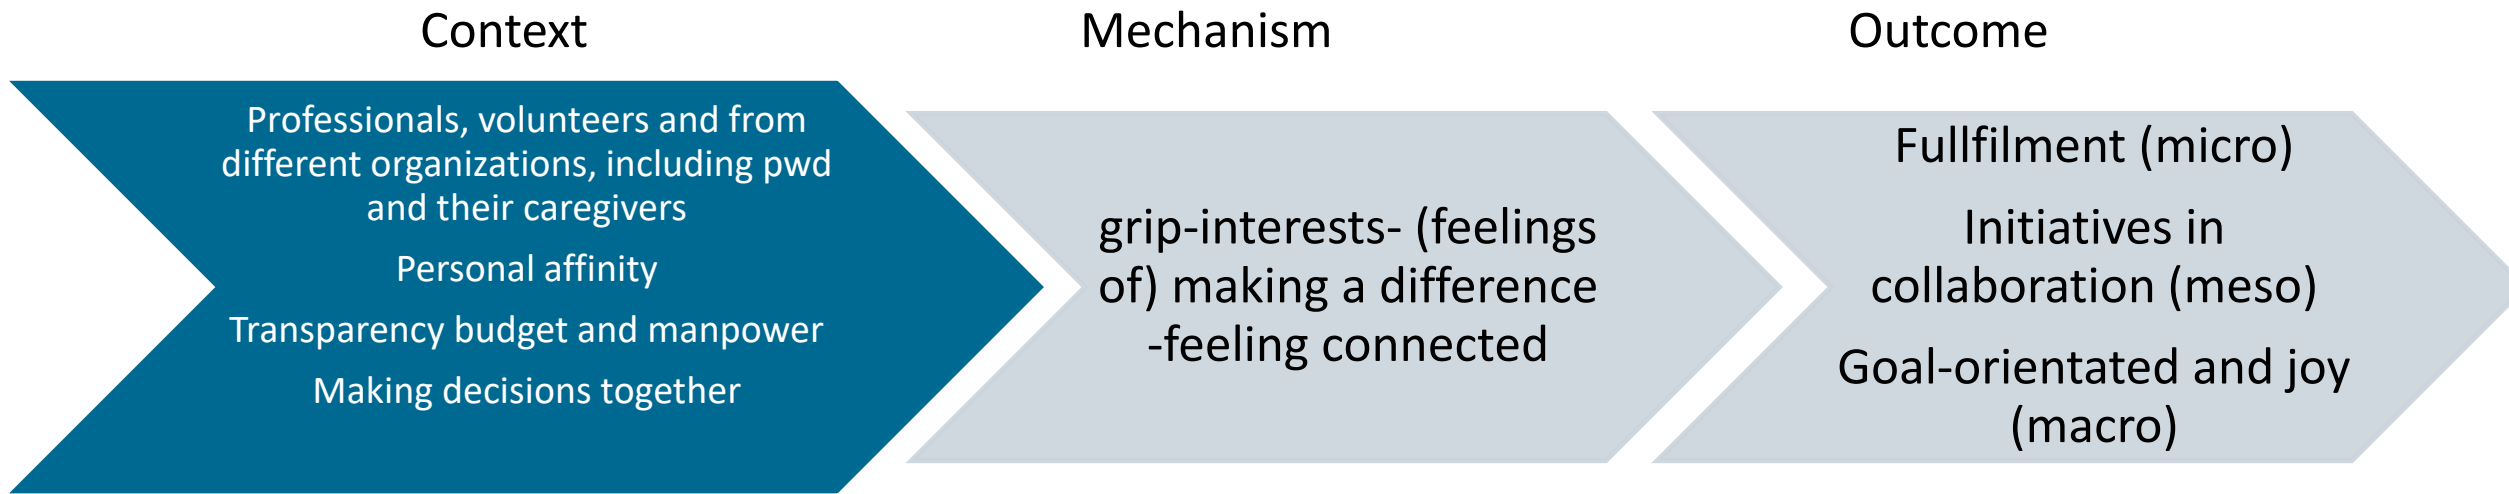 Context
Mechanism
Outcome
Professionals, volunteers and from
different organizations, including pwd
and their caregivers
Personal affinity
Transparency budget and manpower
Making decisions together
grip-interests- (feelings
of) making a difference
-feeling connected
Fullfilment (micro)
Initiatives in
collaboration (meso)
Goal-orientated and joy
(macro)